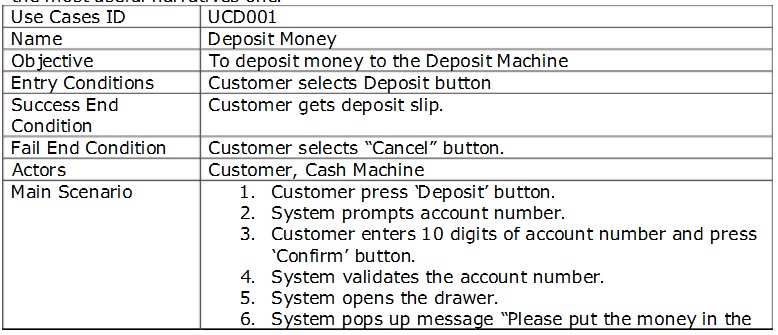 Use Cases ID UCD001
Name Deposit Money
Objective To deposit money to the Deposit Machine
Entry Conditions Customer selects Deposit button
Success End Customer gets deposit slip.
Condition
Fail End Condition Customer selects “Cancel” button.
Actors Customer, Cash Machine
Main Scenario 1. Customer press ‘Deposit’ button.
2. System prompts account number.
3. Customer enters 10 digits of account number and press
‘Confirm’ button.
4. System validates the account number.
5. System opens the drawer.
6. System pops up message “Please put the money in the